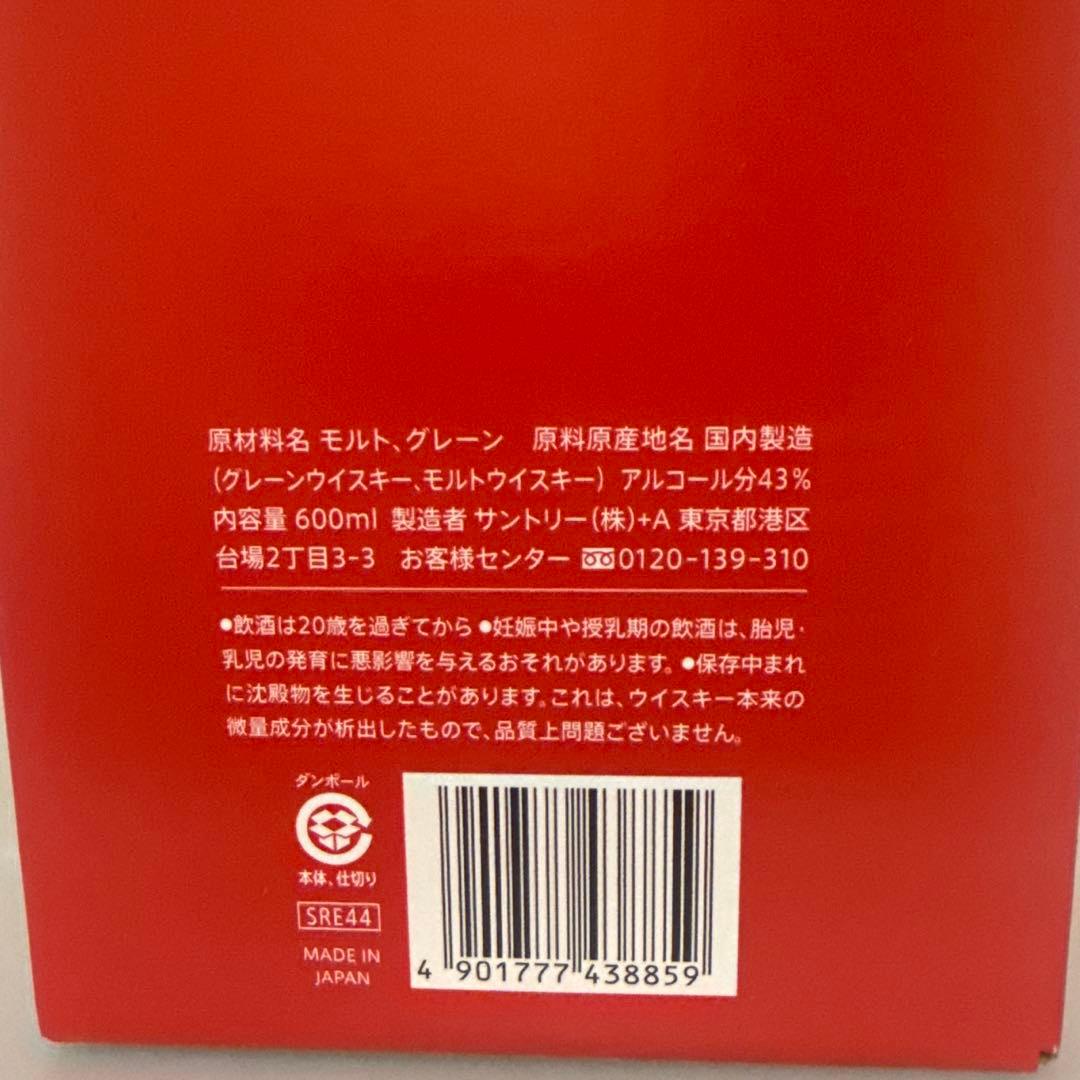 原材料名 モルト、グレーン 原料原産地名 国内製造
(グレーンウイスキー、モルトウイスキー) アルコール分43%
内容量 600ml 製造者 サントリー(株)+A 東京都港区
台場2丁目3-3 お客様センター 0120-139-310
●飲酒は20歳を過ぎてから ●妊娠中や授乳期の飲酒は、胎児・
乳児の発育に悪影響を与えるおそれがあります。●保存中まれ
に沈殿物を生じることがあります。これは、ウイスキー本来の
微量成分が析出したもので、品質上問題ございません。
ダンボール
本体、仕切り
SRE44
MADE IN
JAPAN
4 901777 438859